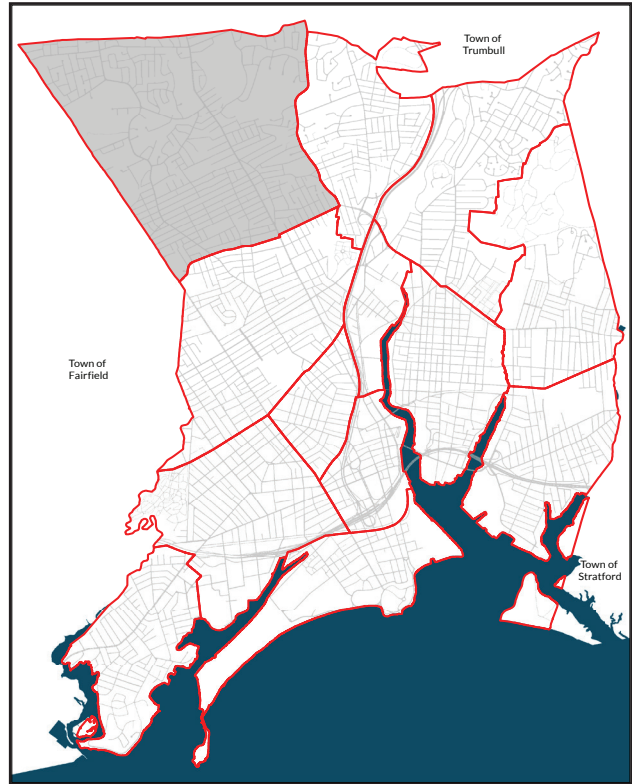 Town of
Trumbull
Town of
Fairfield
Town of
Stratford